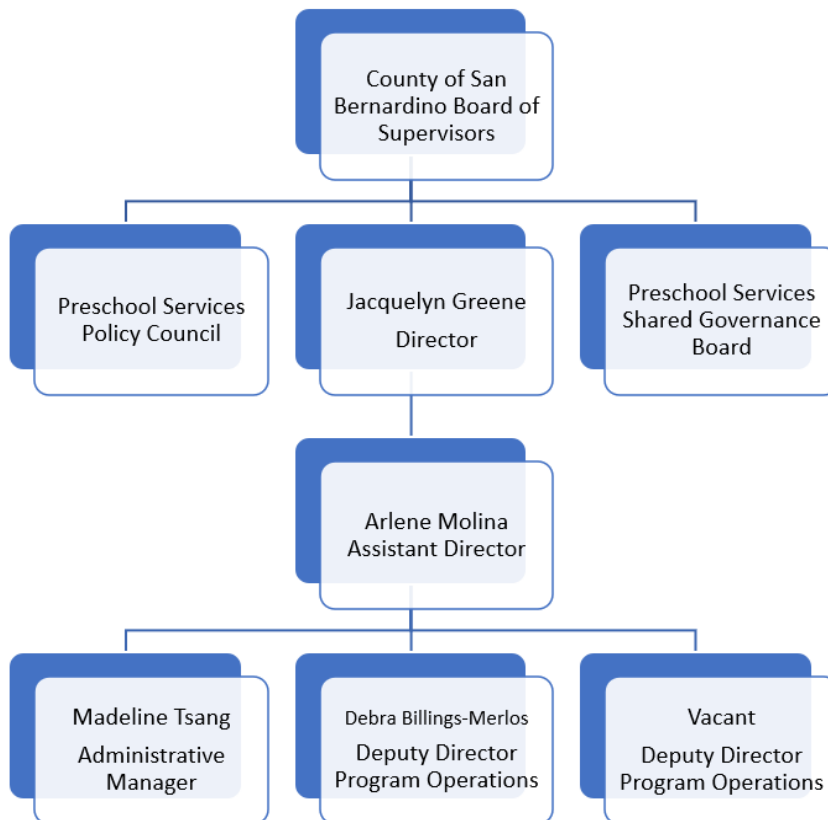 County of San
Bernardino Board of
Supervisors
Preschool Services
Policy Council
Jacquelyn Greene
Director
Preschool Services
Shared Governance
Board
Arlene Molina
Assistant Director
Madeline Tsang
Administrative
Manager
Debra Billings-Merlos
Deputy Director
Program Operations
Vacant
Deputy Director
Program Operations